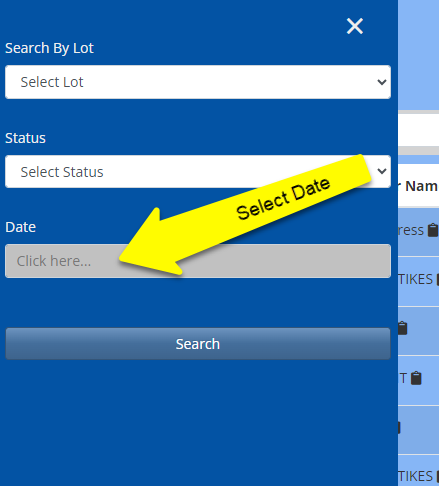 ×
Search By Lot
Select Lot
Status
Select Status
Select Date
r Nam
Date
ress
Click here...
TIKES
Search
T
TIKES